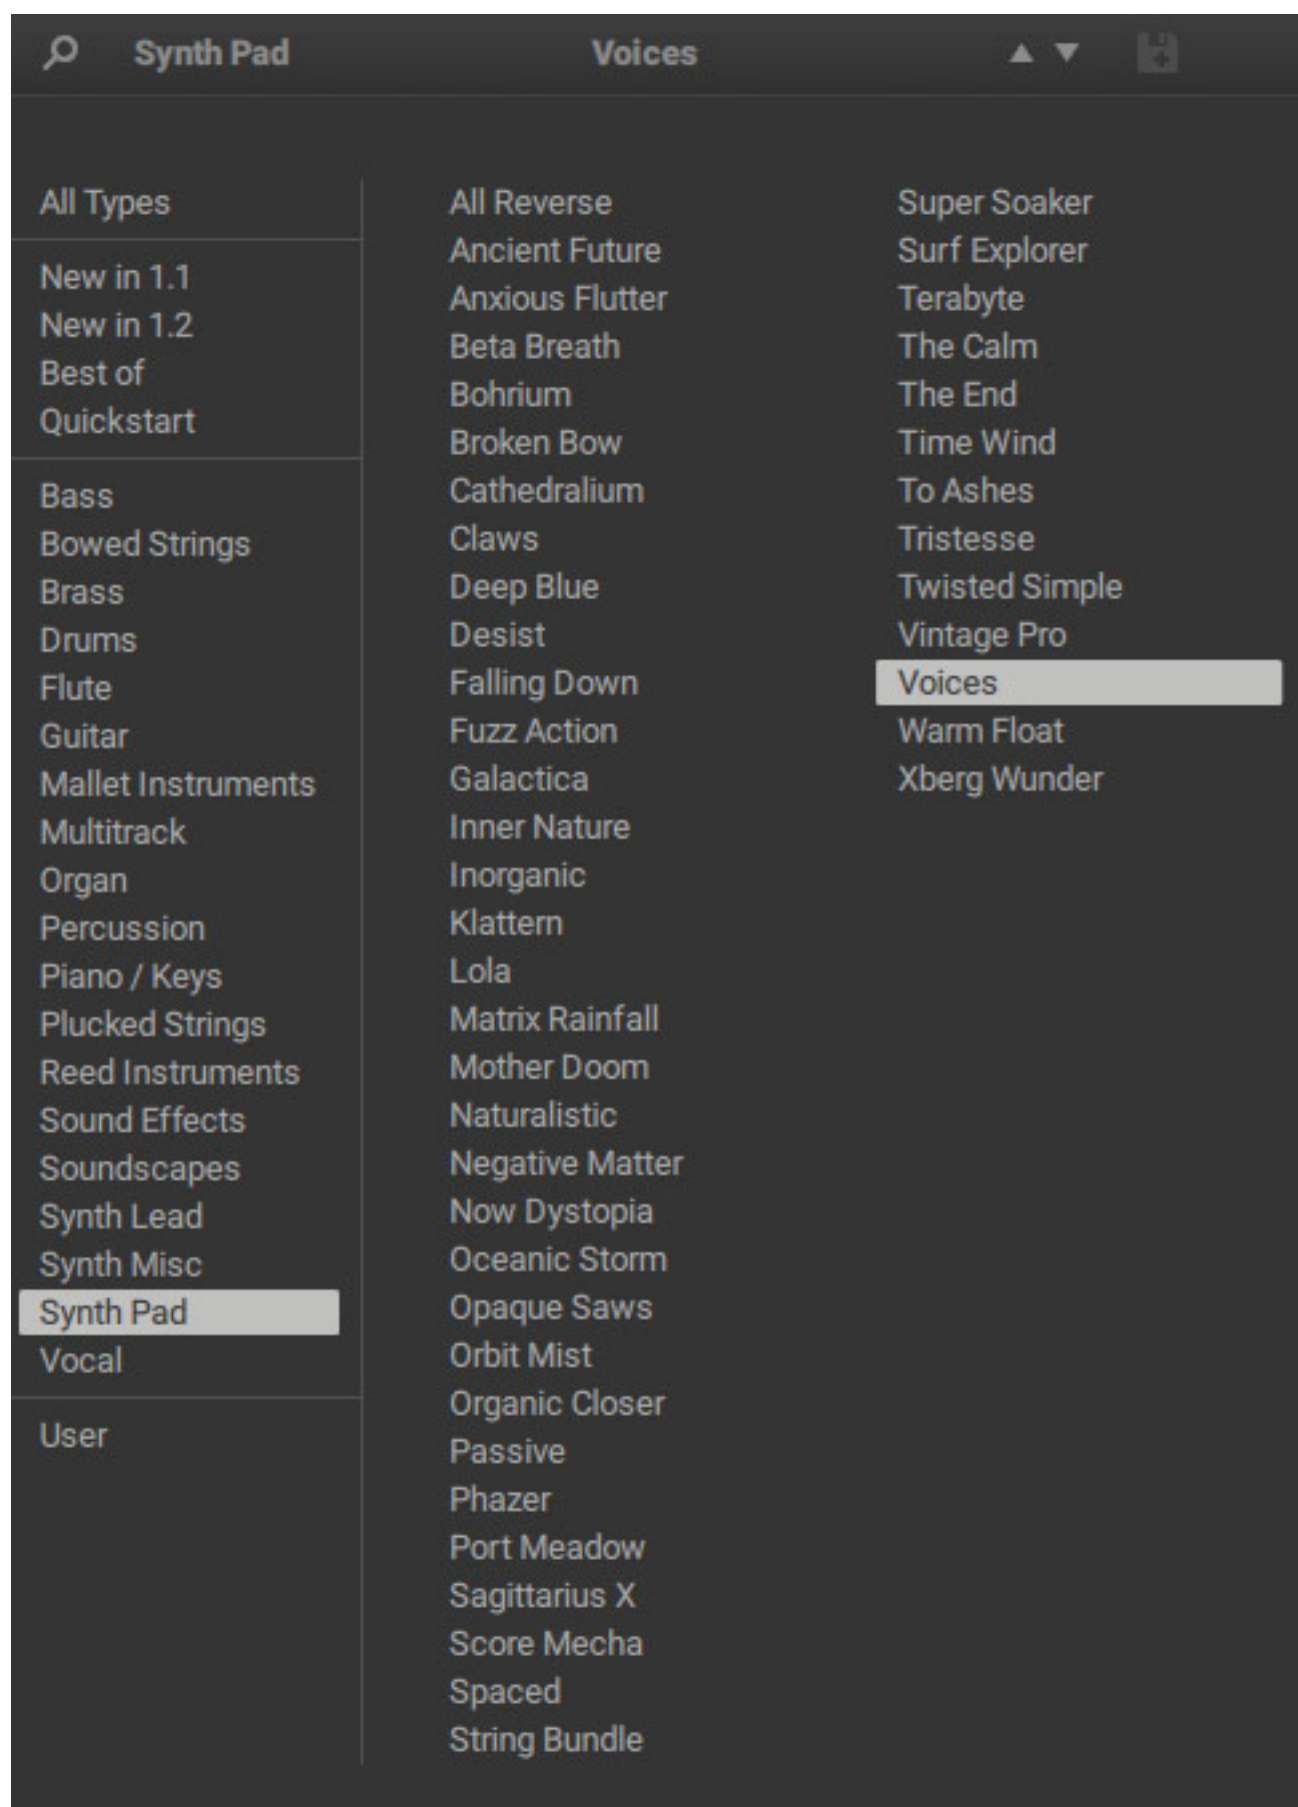 Synth Pad
Voices
All Types
New in 1.1
New in 1.2
Best of
Quickstart
Bass
Bowed Strings
Brass
Drums
Flute
Guitar
Mallet Instruments
Multitrack
Organ
Percussion
Piano / Keys
Plucked Strings
Reed Instruments
Sound Effects
Soundscapes
Synth Lead
Synth Misc
Synth Pad
Vocal
User
All Reverse
Ancient Future
Anxious Flutter
Beta Breath
Bohrium
Broken Bow
Cathedralium
Claws
Deep Blue
Desist
Falling Down
Fuzz Action
Galactica
Inner Nature
Inorganic
Klattern
Lola
Matrix Rainfall
Mother Doom
Naturalistic
Negative Matter
Now Dystopia
Oceanic Storm
Opaque Saws
Orbit Mist
Organic Closer
Passive
Phazer
Port Meadow
Sagittarius X
Score Mecha
Spaced
String Bundle
Super Soaker
Surf Explorer
Terabyte
The Calm
The End
Time Wind
To Ashes
Tristesse
Twisted Simple
Vintage Pro
Voices
Warm Float
Xberg Wunder